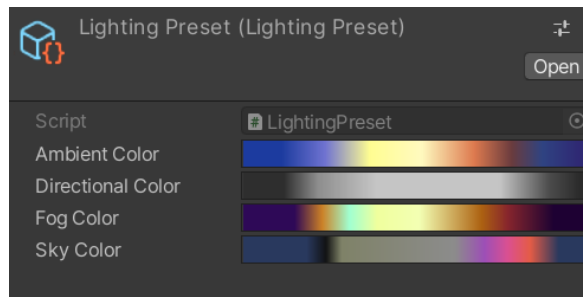 Lighting Preset (Lighting Preset)
Open
Script # LightingPreset
Ambient Color
Directional Color
Fog Color
Sky Color